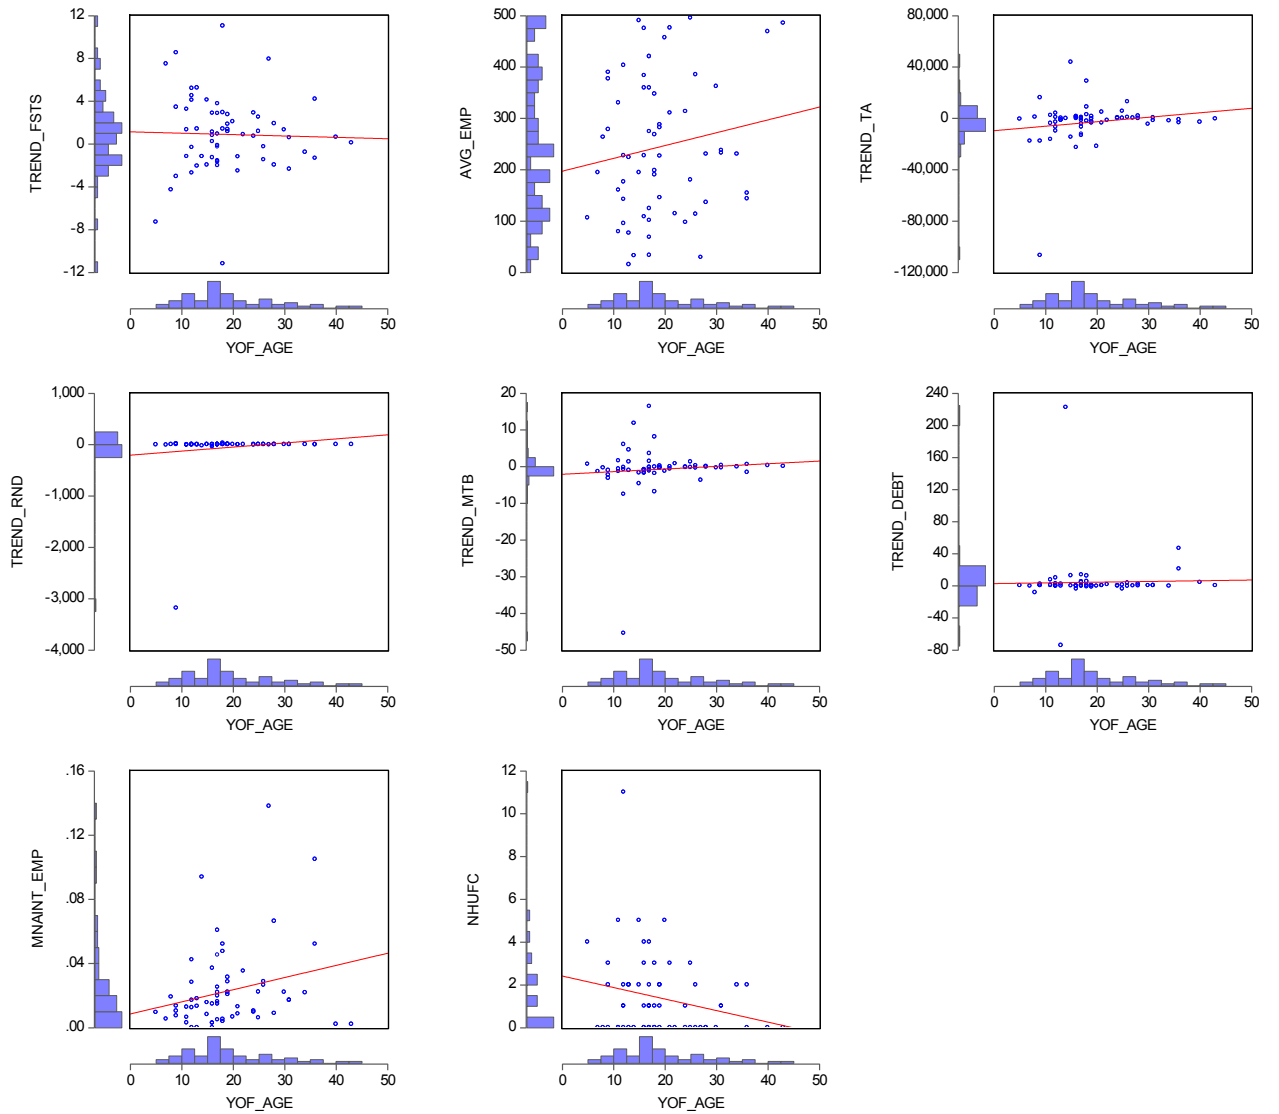 12
8
4
0
-4
-8
-12
TREND_FSTS
0 10 20 30 40 50
YOF_AGE
500
400
300
200
100
0
AVG_EMP
0 10 20 30 40 50
YOF_AGE
80,000
40,000
0
-40,000
-80,000
-120,000
TREND_TA
0 10 20 30 40 50
YOF_AGE
1,000
0
-1,000
-2,000
-3,000
-4,000
TREND_RND
0 10 20 30 40 50
YOF_AGE
20
10
0
-10
-20
-30
-40
-50
TREND_MTB
0 10 20 30 40 50
YOF_AGE
240
200
160
120
80
40
0
-40
-80
TREND_DEBT
0 10 20 30 40 50
YOF_AGE
.16
.12
.08
.04
.00
MNAINT_EMP
0 10 20 30 40 50
YOF_AGE
12
10
8
6
4
2
0
NHUFC
0 10 20 30 40 50
YOF_AGE